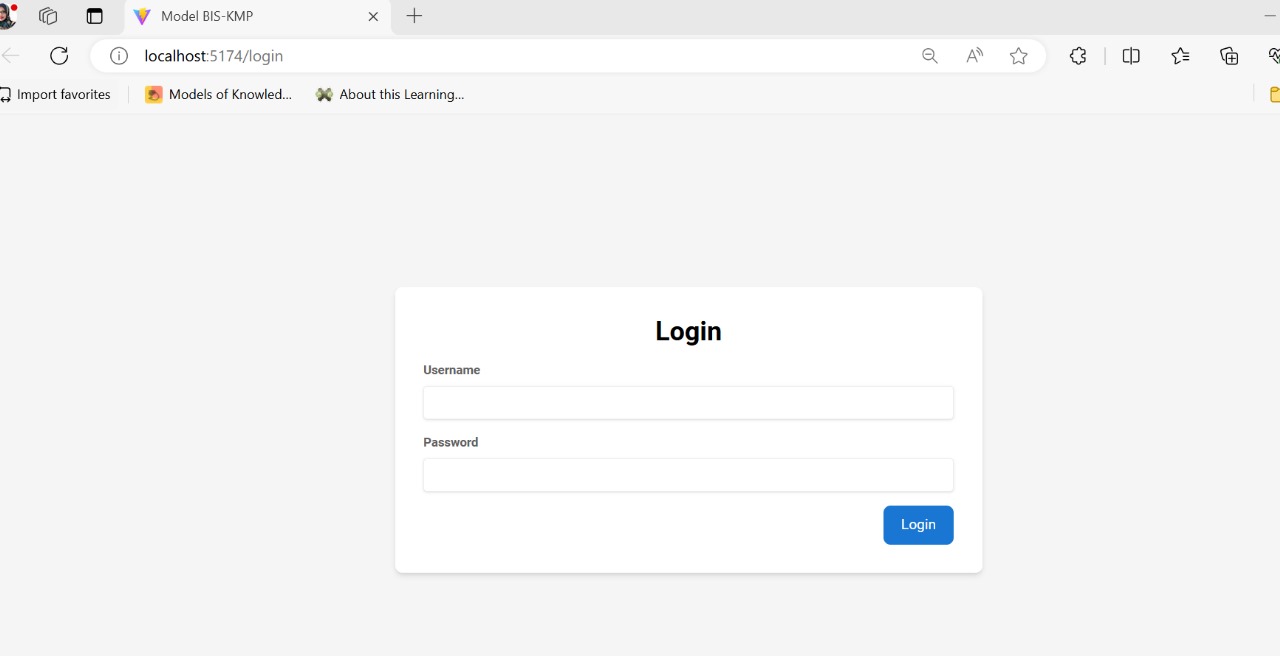 Model BIS-KMP
localhost:5174/login
Import favorites
Models of Knowled...
About this Learning...
Login
Username
Password
Login